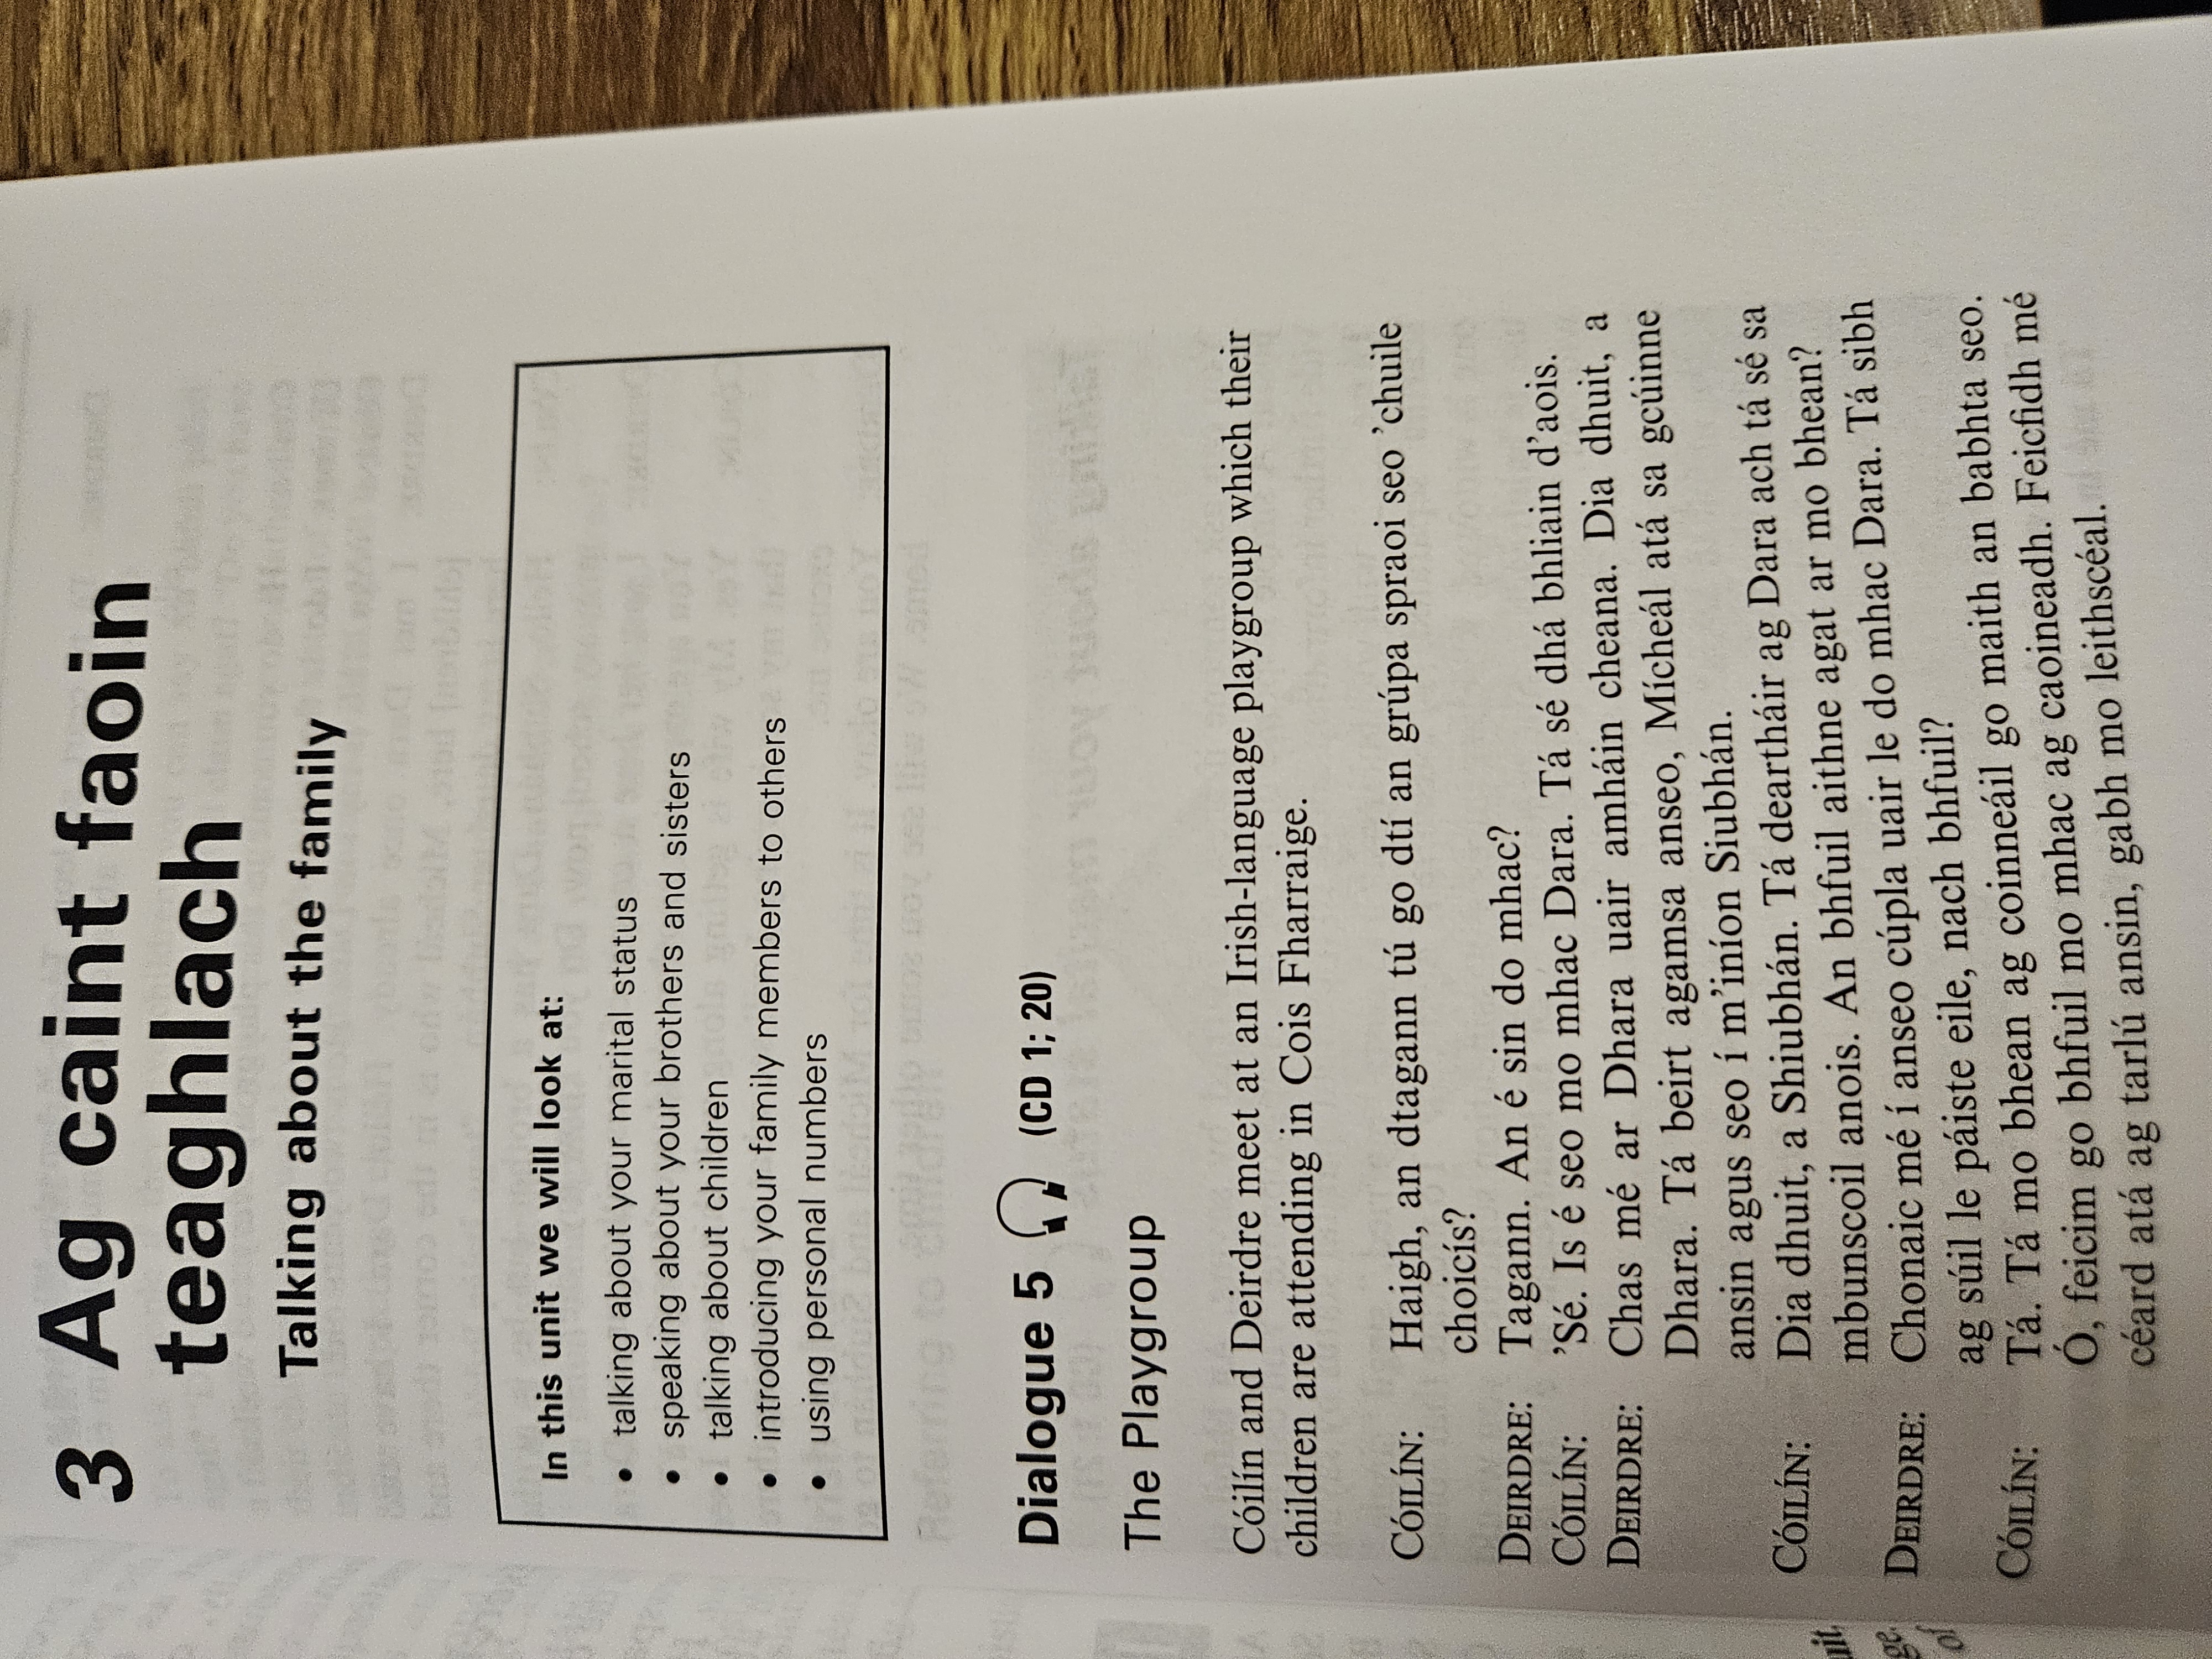 3 Ag caint faoin
teaghlach
Talking about the family
In this unit we will look at:
• talking about your marital status
• speaking about your brothers and sisters
• talking about children
• introducing your family members to others
• using personal numbers
Dialogue 5 (CD 1; 20)
The Playgroup
Cóilín and Deirdre meet at an Irish-language playgroup which their
children are attending in Cois Fharraige.
CÓILÍN: Haigh, an dtagann tú go dtí an grúpa spraoi seo ’chuile
choicís?
DEIRDRE: Tagann. An é sin do mhac?
CÓILÍN: ’Sé. Is é seo mo mhac Dara. Tá sé dhá bhliain d’aois.
DEIRDRE: Chas mé ar Dhara uair amháin cheana. Dia dhuit, a
Dhara. Tá beirt agamsa anseo, Mícheál atá sa gcúinne
ansin agus seo í m’iníon Siubhán.
CÓILÍN: Dia dhuit, a Shiubhán. Tá deartháir ag Dara ach tá sé sa
mbunscoil anois. An bhfuil aithne agat ar mo bhean?
DEIRDRE: Chonaic mé í anseo cúpla uair le do mhac Dara. Tá sibh
ag súil le páiste eile, nach bhfuil?
CÓILÍN: Tá. Tá mo bhean ag coinneáil go maith an babhta seo.
Ó, feicim go bhfuil mo mhac ag caoineadh. Feicfidh mé
céard atá ag tarlú ansin, gabh mo leithscéal.